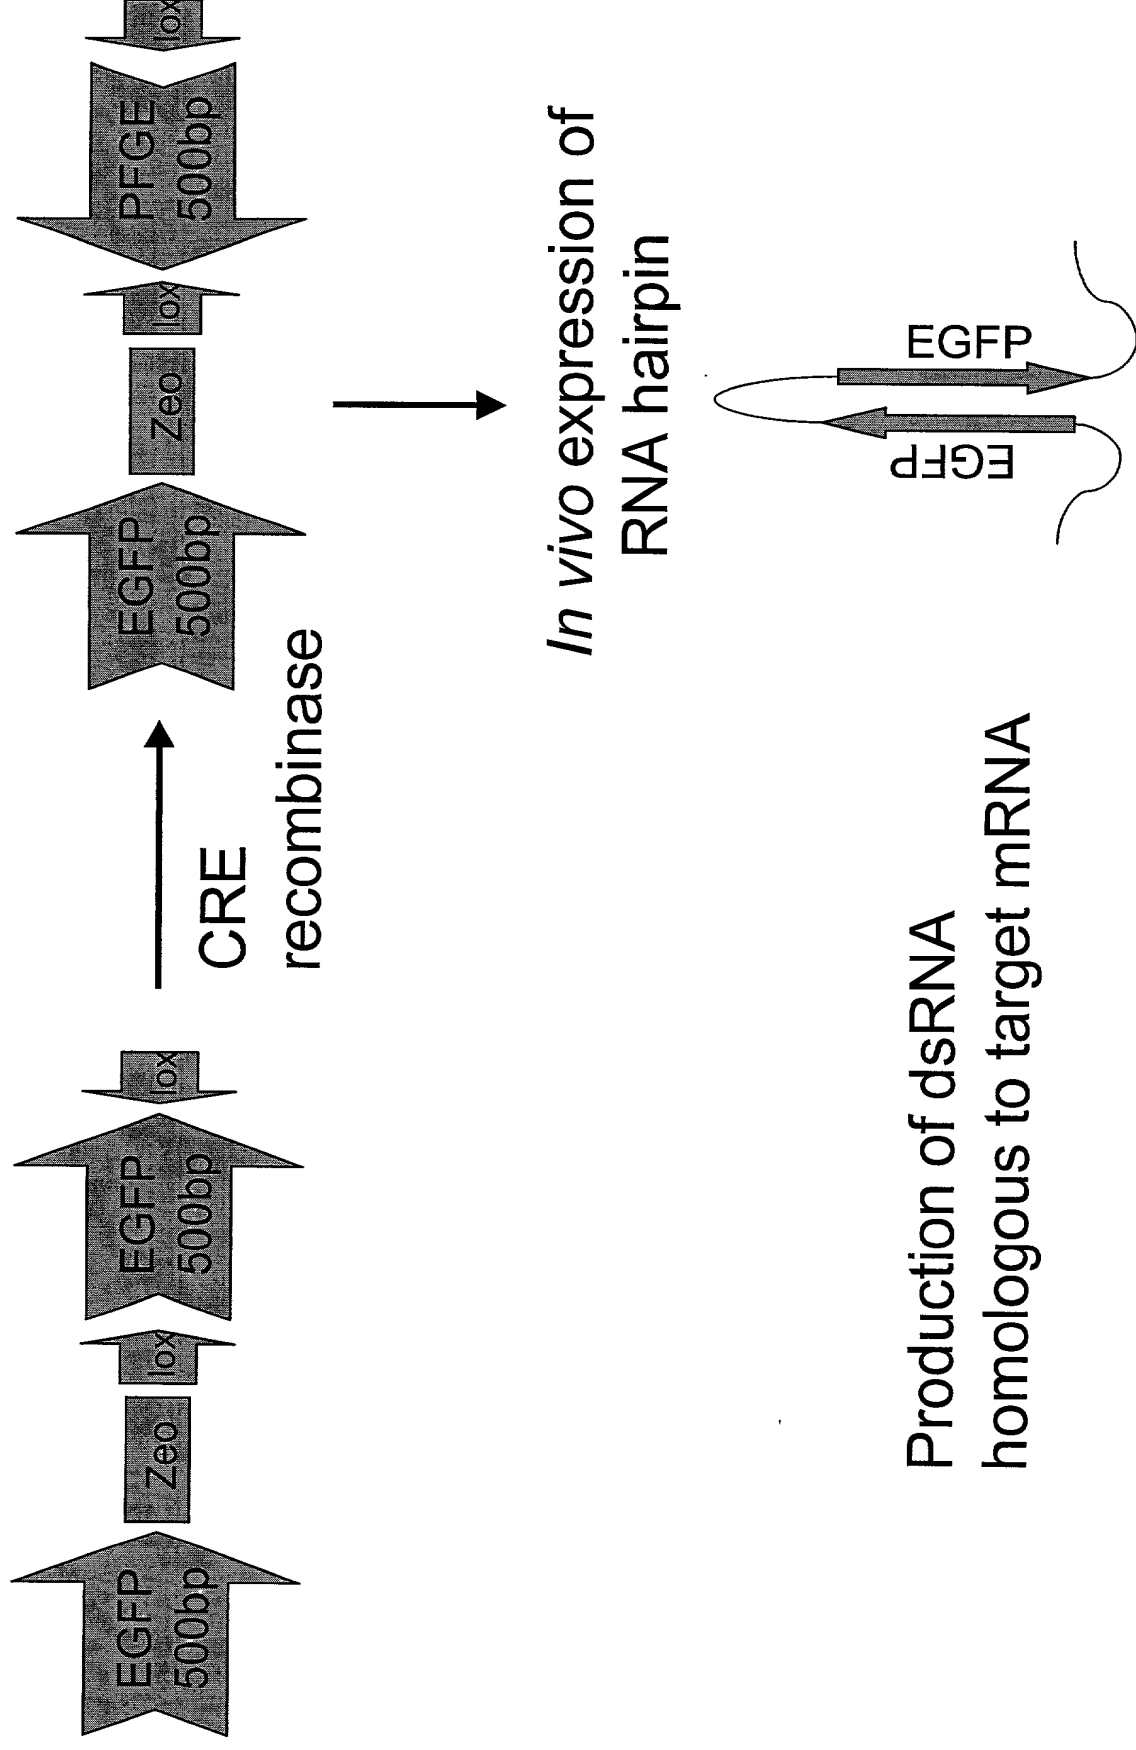 EGFP
500bp
Zeo
lox
EGFP
500bp
lox
CRE
recombinase
EGFP
500bp
Zeo
lox
PFGE
500bp
lox
In vivo expression of
RNA hairpin
EGFP
EGFP
Production of dsRNA
homologous to target mRNA